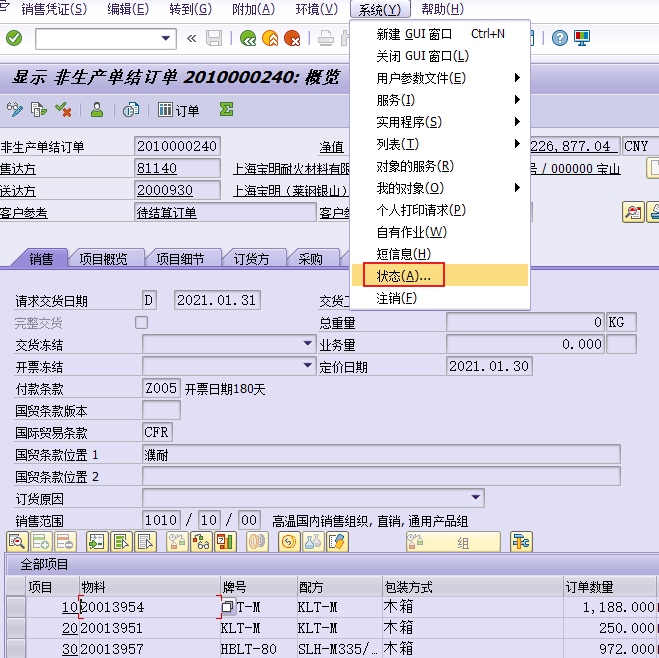 销售凭证(S) 编辑(E) 转到(G) 附加(A) 环境(V) 系统(Y) 帮助(H)
新建 GUI 窗口 Ctrl+N
关闭 GUI 窗口(L)
用户参数文件(E)
服务(I)
实用程序(S)
列表(T)
对象的服务(R)
我的对象(O)
个人打印请求(P)
自有作业(W)
短信息(H)
状态(A)...
注销(F)
显示 非生产单结订单 2010000240: 概览
订单
非生产单结订单 2010000240 净值 226,877.04 CNY
售达方 81140 上海宝明耐火材料有限 / 000000 宝山
送达方 2000930 上海宝明（莱钢银山）
客户参考 待结算订单 客户参
销售 项目概览 项目细节 订货方 采购
请求交货日期 D 2021.01.31 交货工
完整交货 总重量 0 KG
交货冻结 业务量 0.000
开票冻结 定价日期 2021.01.30
付款条款 Z005 开票日期180天
国贸条款版本
国际贸易条款 CFR
国贸条款位置 1 濮耐
国贸条款位置 2
订货原因
销售范围 1010 / 10 / 00 高温国内销售组织, 直销, 通用产品组
组
全部项目
项目 物料 牌号 配方 包装方式 订单数量
10 20013954 T-M KLT-M 木箱 1,188.000
20 20013951 KLT-M KLT-M 木箱 250.000
30 20013957 HBLT-80 SLH-M335/… 木箱 972.000